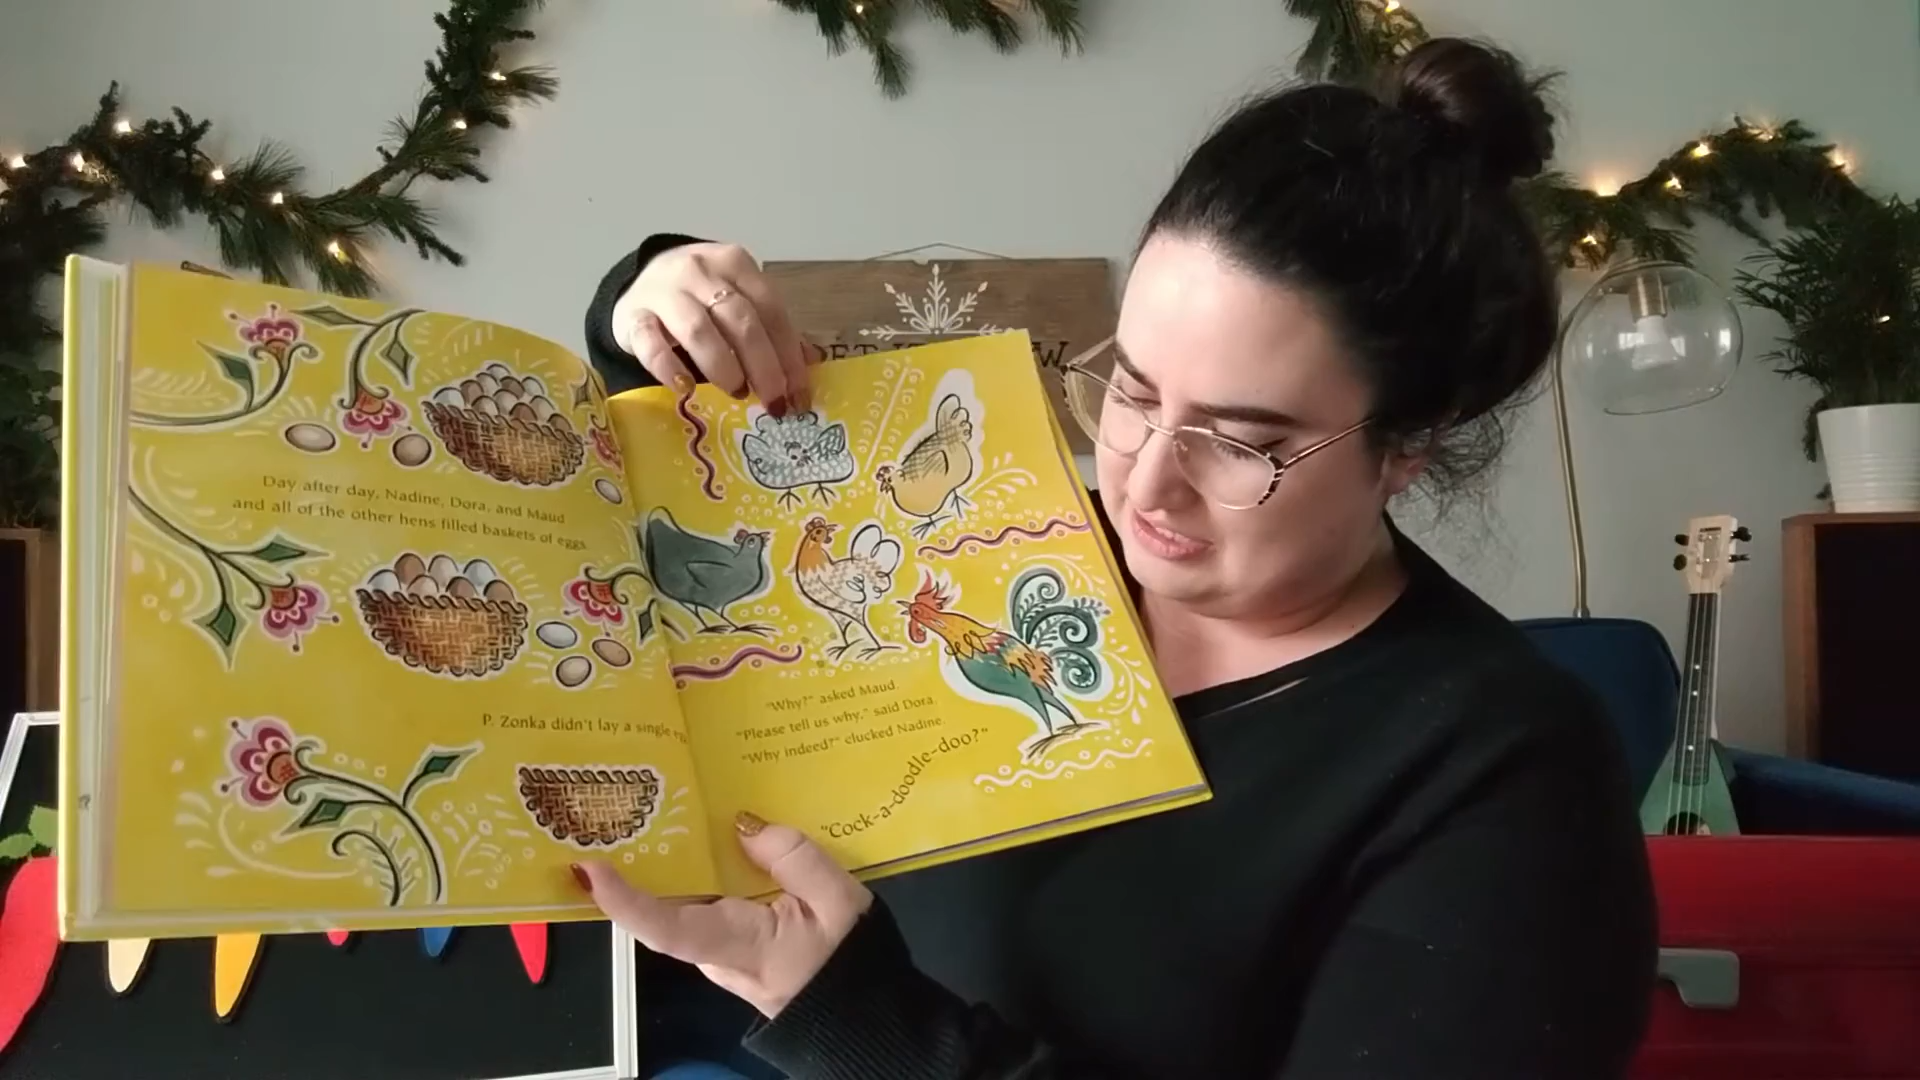 Day after day, Nadine, Dora, and Maud
and all of the other hens filled baskets of eggs.
P. Zonka didn't lay a single
"Why?" asked Maud.
"Please tell us why," said Dora.
"Why indeed?" clucked Nadine.
"Cock-a-doodle-doo?"